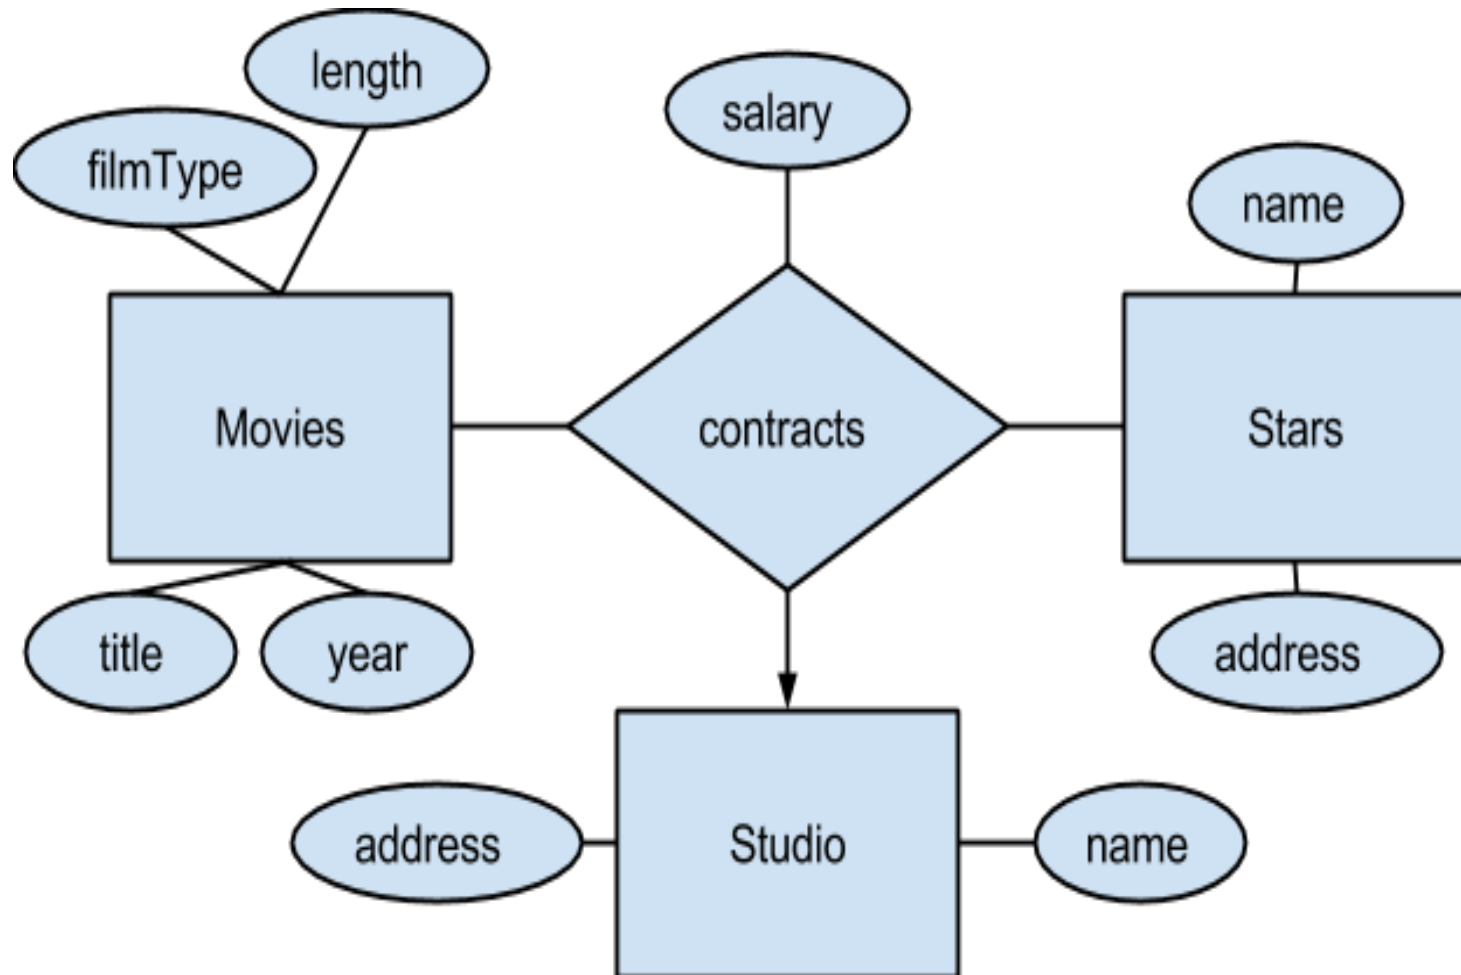 length
salary
filmType
name
Movies
contracts
Stars
title
year
address
address
Studio
name